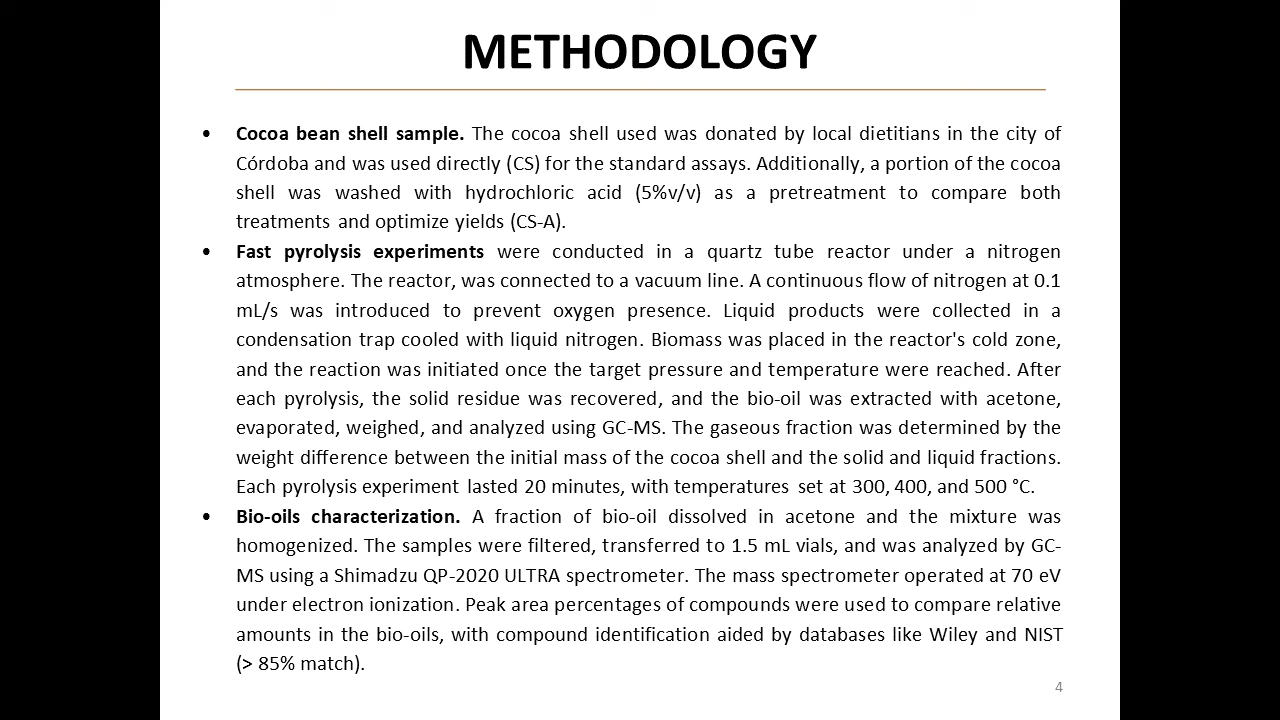 METHODOLOGY
• Cocoa bean shell sample. The cocoa shell used was donated by local dietitians in the city of
Córdoba and was used directly (CS) for the standard assays. Additionally, a portion of the cocoa
shell was washed with hydrochloric acid (5%v/v) as a pretreatment to compare both
treatments and optimize yields (CS-A).
• Fast pyrolysis experiments were conducted in a quartz tube reactor under a nitrogen
atmosphere. The reactor, was connected to a vacuum line. A continuous flow of nitrogen at 0.1
mL/s was introduced to prevent oxygen presence. Liquid products were collected in a
condensation trap cooled with liquid nitrogen. Biomass was placed in the reactor's cold zone,
and the reaction was initiated once the target pressure and temperature were reached. After
each pyrolysis, the solid residue was recovered, and the bio-oil was extracted with acetone,
evaporated, weighed, and analyzed using GC-MS. The gaseous fraction was determined by the
weight difference between the initial mass of the cocoa shell and the solid and liquid fractions.
Each pyrolysis experiment lasted 20 minutes, with temperatures set at 300, 400, and 500 °C.
• Bio-oils characterization. A fraction of bio-oil dissolved in acetone and the mixture was
homogenized. The samples were filtered, transferred to 1.5 mL vials, and was analyzed by GC-
MS using a Shimadzu QP-2020 ULTRA spectrometer. The mass spectrometer operated at 70 eV
under electron ionization. Peak area percentages of compounds were used to compare relative
amounts in the bio-oils, with compound identification aided by databases like Wiley and NIST
(> 85% match).
4